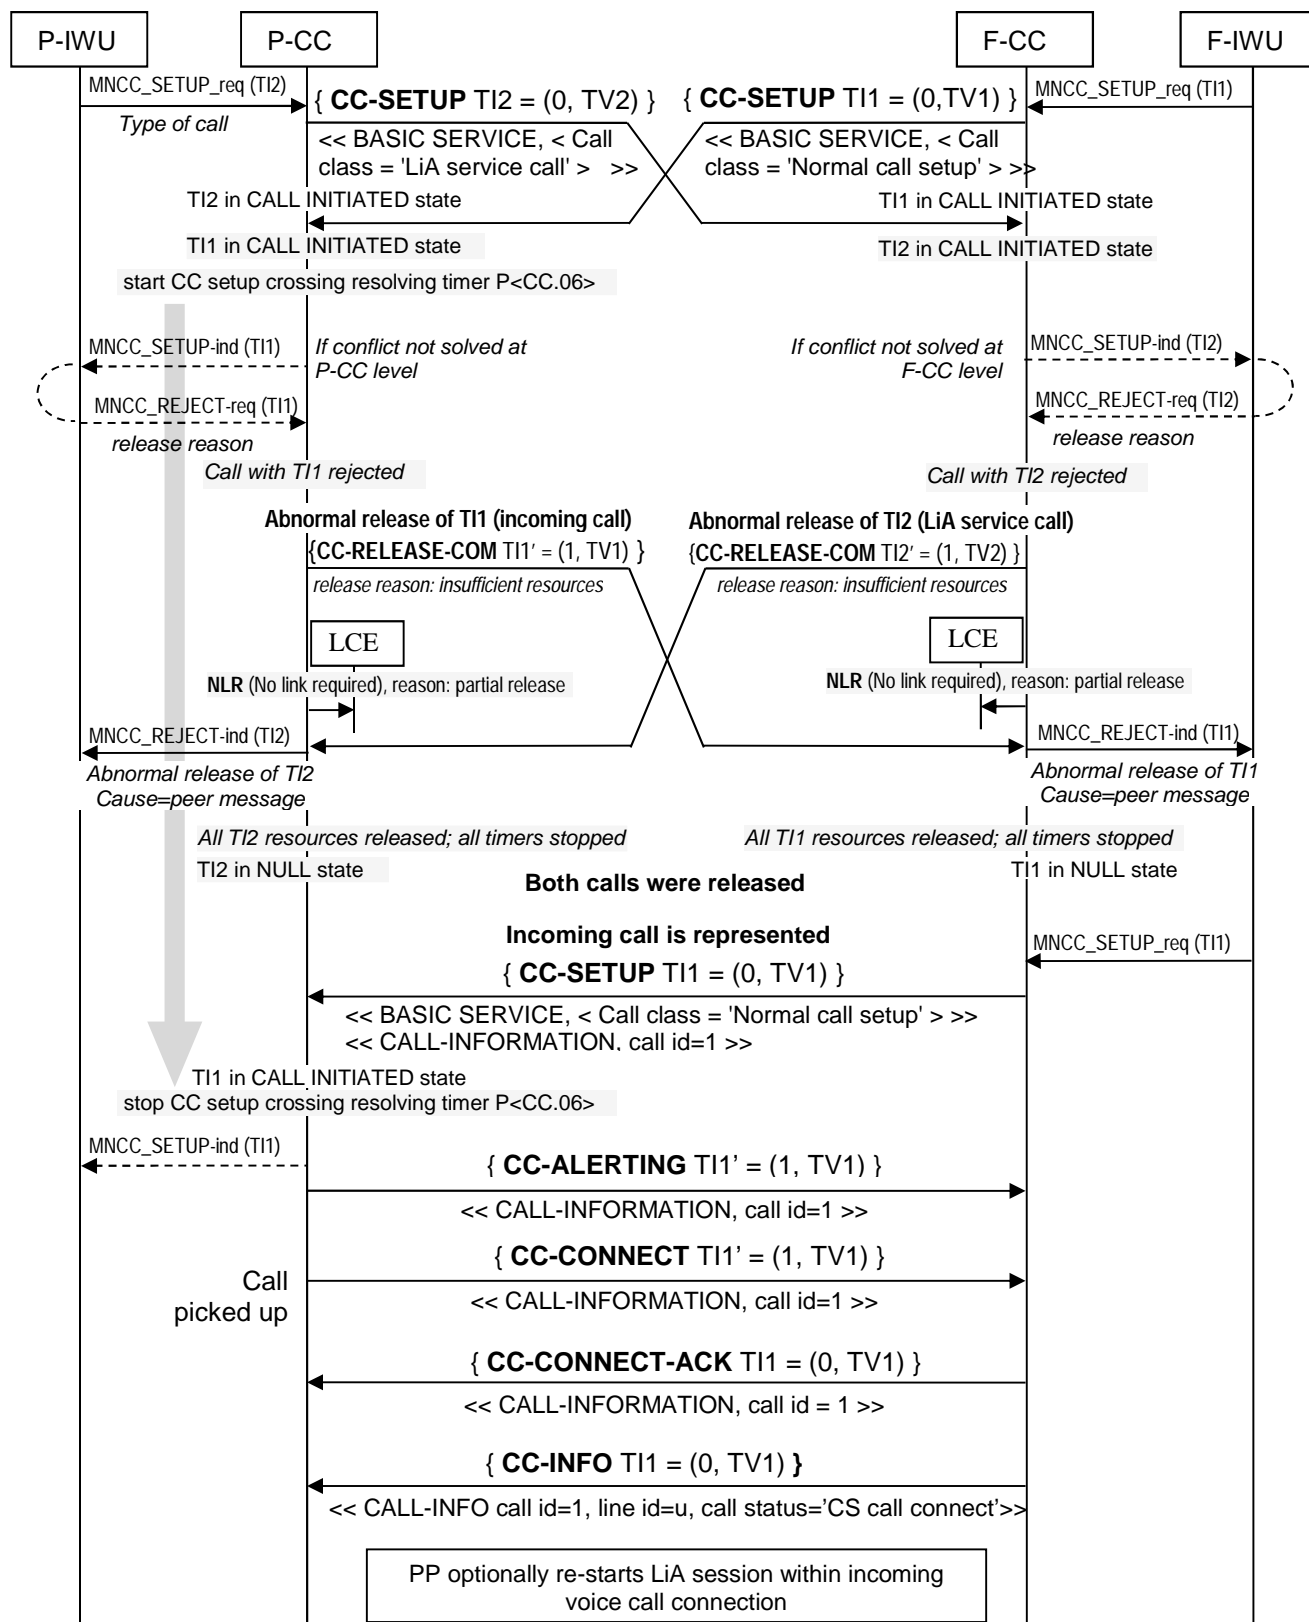 P-IWU
P-CC
F-CC
F-IWU
MNCC_SETUP_req (TI2)
Type of call
{ CC-SETUP TI2 = (0, TV2) }
{ CC-SETUP TI1 = (0,TV1) }
MNCC_SETUP_req (TI1)
<< BASIC SERVICE, < Call
class = 'LiA service call' > >>
<< BASIC SERVICE, < Call
class = 'Normal call setup' > >>
TI2 in CALL INITIATED state
TI1 in CALL INITIATED state
TI1 in CALL INITIATED state
TI2 in CALL INITIATED state
start CC setup crossing resolving timer P<CC.06>
MNCC_SETUP-ind (TI1)
If conflict not solved at
P-CC level
If conflict not solved at
F-CC level
MNCC_SETUP-ind (TI2)
MNCC_REJECT-req (TI1)
release reason
MNCC_REJECT-req (TI2)
release reason
Call with TI1 rejected
Call with TI2 rejected
Abnormal release of TI1 (incoming call)
Abnormal release of TI2 (LiA service call)
{CC-RELEASE-COM TI1' = (1, TV1) }
{CC-RELEASE-COM TI2' = (1, TV2) }
release reason: insufficient resources
release reason: insufficient resources
LCE
LCE
NLR (No link required), reason: partial release
NLR (No link required), reason: partial release
MNCC_REJECT-ind (TI2)
MNCC_REJECT-ind (TI1)
Abnormal release of TI2
Cause=peer message
Abnormal release of TI1
Cause=peer message
All TI2 resources released; all timers stopped
All TI1 resources released; all timers stopped
TI2 in NULL state
TI1 in NULL state
Both calls were released
Incoming call is represented
MNCC_SETUP_req (TI1)
{ CC-SETUP TI1 = (0, TV1) }
<< BASIC SERVICE, < Call class = 'Normal call setup' > >>
<< CALL-INFORMATION, call id=1 >>
TI1 in CALL INITIATED state
stop CC setup crossing resolving timer P<CC.06>
MNCC_SETUP-ind (TI1)
{ CC-ALERTING TI1' = (1, TV1) }
<< CALL-INFORMATION, call id=1 >>
{ CC-CONNECT TI1' = (1, TV1) }
Call
picked up
<< CALL-INFORMATION, call id=1 >>
{ CC-CONNECT-ACK TI1 = (0, TV1) }
<< CALL-INFORMATION, call id = 1 >>
{ CC-INFO TI1 = (0, TV1) }
<< CALL-INFO call id=1, line id=u, call status='CS call connect'>>
PP optionally re-starts LiA session within incoming
voice call connection